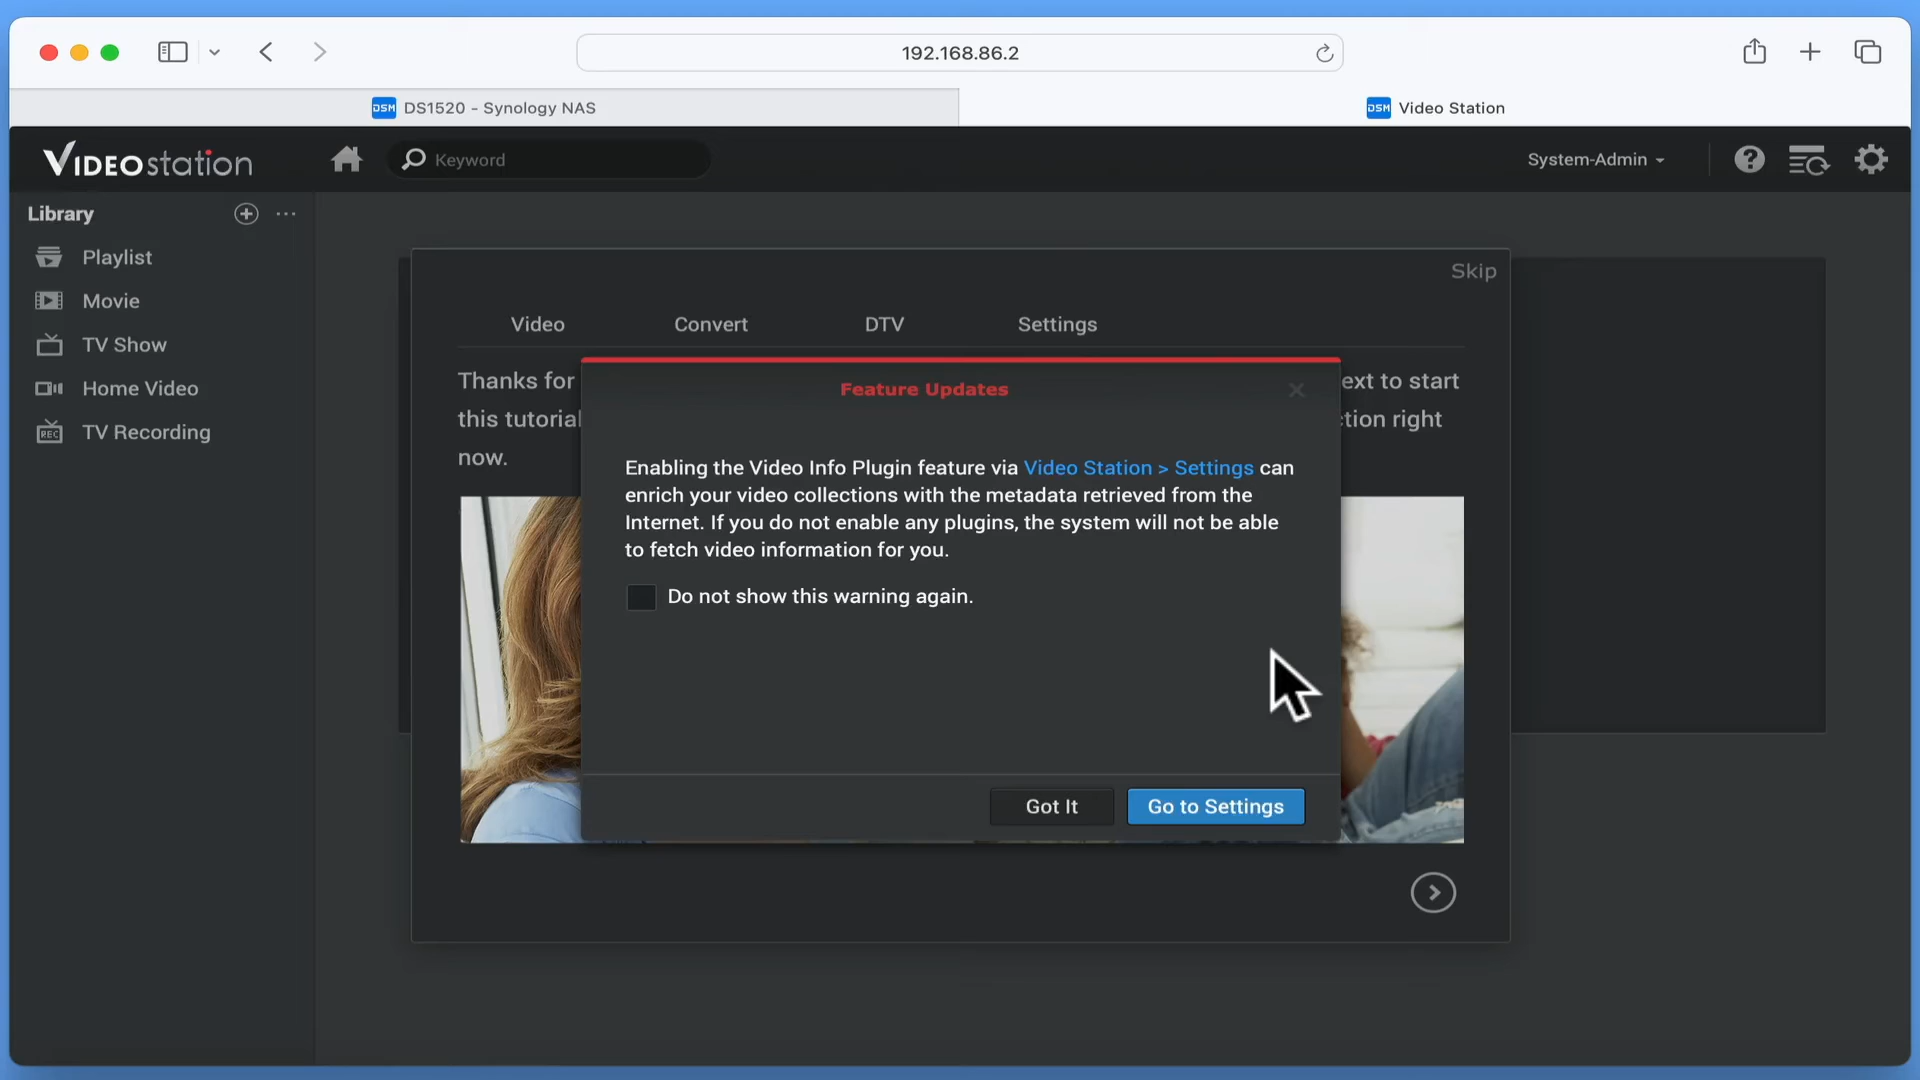 192.168.86.2
DSM DS1520 - Synology NAS
DSM Video Station
VIDEOstation
Keyword
System-Admin
Library
Playlist
Movie
TV Show
Home Video
REC TV Recording
Skip
Video Convert DTV Settings
Thanks for ext to start
this tutorial tion right
now.
Feature Updates
Enabling the Video Info Plugin feature via Video Station > Settings can
enrich your video collections with the metadata retrieved from the
Internet. If you do not enable any plugins, the system will not be able
to fetch video information for you.
Do not show this warning again.
Got It
Go to Settings